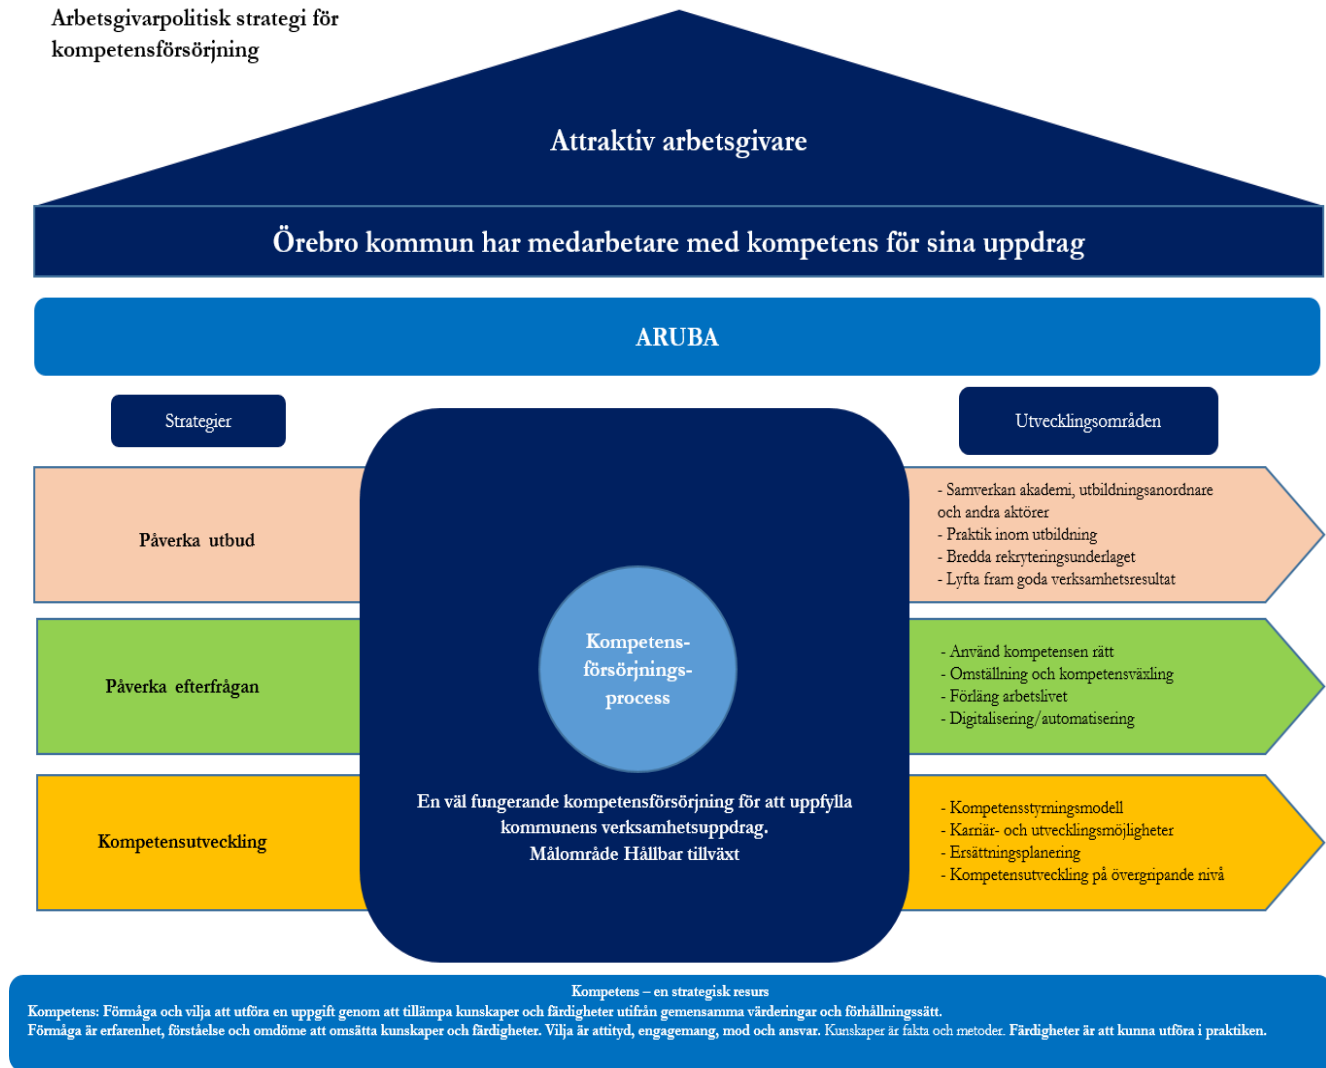 Arbetsgivarpolitisk strategi för
kompetensförsörjning
Attraktiv arbetsgivare
Örebro kommun har medarbetare med kompetens för sina uppdrag
ARUBA
Strategier
Utvecklingsområden
Påverka utbud
- Samverkan akademi, utbildningsanordnare
och andra aktörer
- Praktik inom utbildning
- Bredda rekryteringsunderlaget
- Lyfta fram goda verksamhetsresultat
Påverka efterfrågan
- Använd kompetensen rätt
- Omställning och kompetensväxling
- Förläng arbetslivet
- Digitalisering/automatisering
Kompetensutveckling
- Kompetensstyrningsmodell
- Karriär- och utvecklingsmöjligheter
- Ersättningsplanering
- Kompetensutveckling på övergripande nivå
Kompetens-
försörjnings-
process
En väl fungerande kompetensförsörjning för att uppfylla
kommunens verksamhetsuppdrag.
Målområde Hållbar tillväxt
Kompetens – en strategisk resurs
Kompetens: Förmåga och vilja att utföra en uppgift genom att tillämpa kunskaper och färdigheter utifrån gemensamma värderingar och förhållningssätt.
Förmåga är erfarenhet, förståelse och omdöme att omsätta kunskaper och färdigheter. Vilja är attityd, engagemang, mod och ansvar. Kunskaper är fakta och metoder. Färdigheter är att kunna utföra i praktiken.